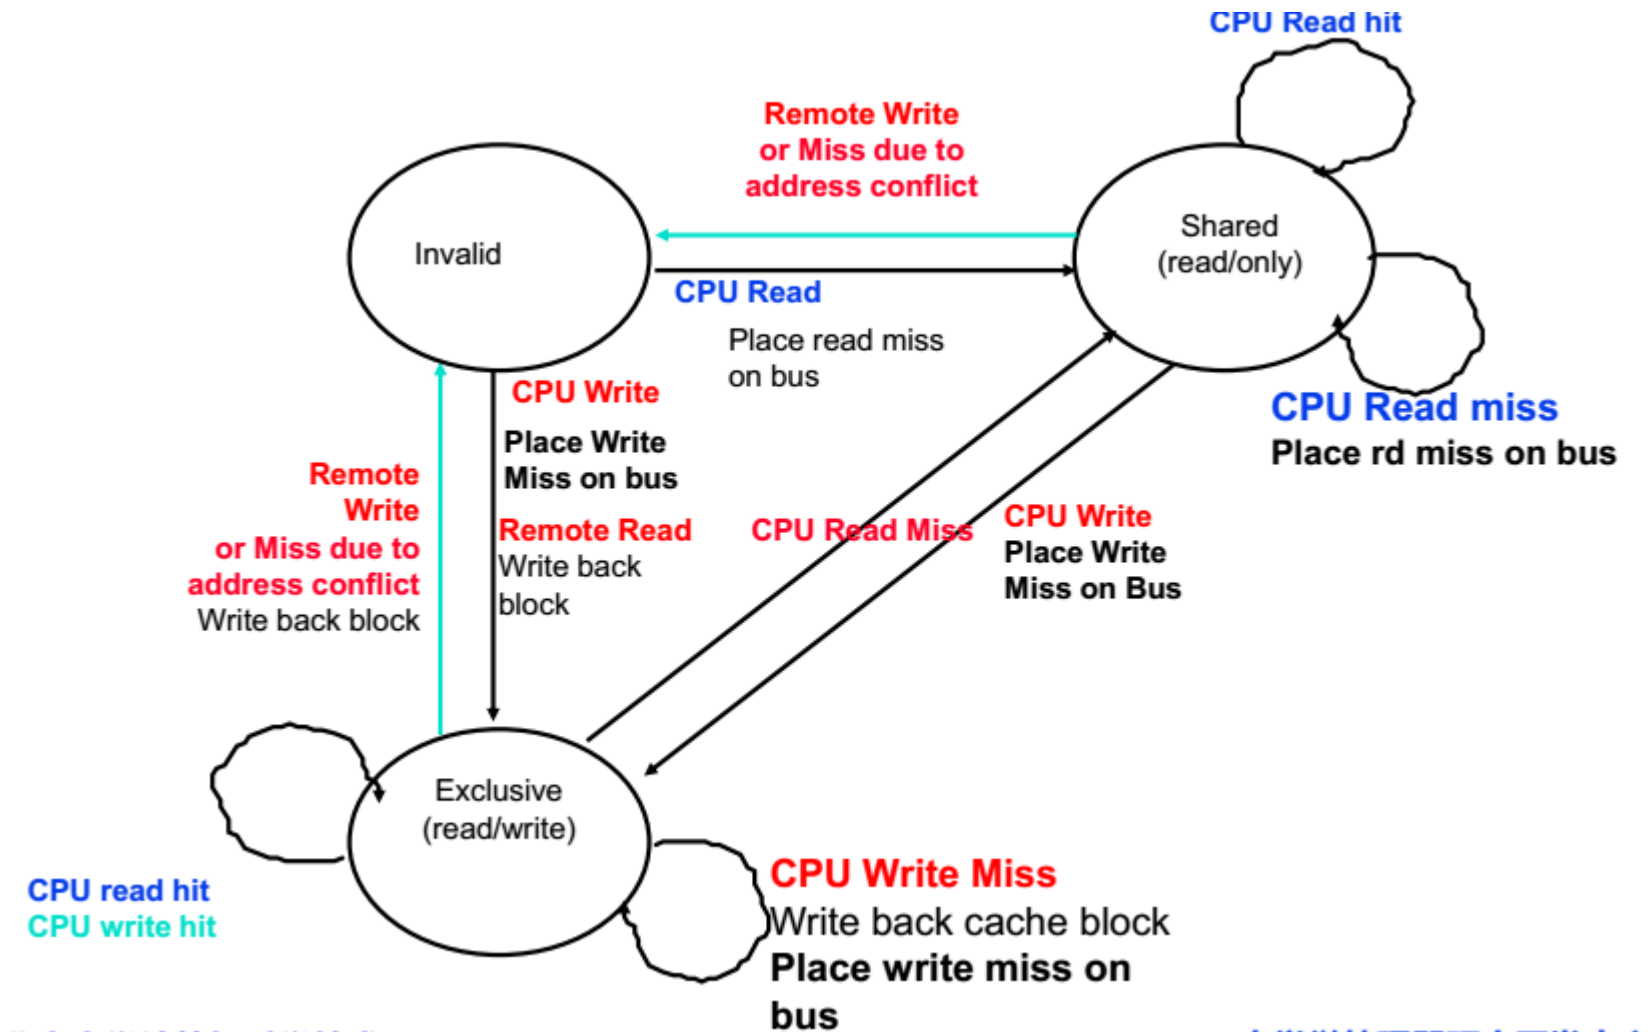 CPU Read hit
Remote Write
or Miss due to
address conflict
Invalid
Shared
(read/only)
CPU Read
Place read miss
on bus
CPU Write
Place Write
Miss on bus
Remote
Write
or Miss due to
address conflict
Write back block
Remote Read
Write back
block
CPU Read Miss
CPU Write
Place Write
Miss on Bus
CPU Read miss
Place rd miss on bus
Exclusive
(read/write)
CPU read hit
CPU write hit
CPU Write Miss
Write back cache block
Place write miss on
bus